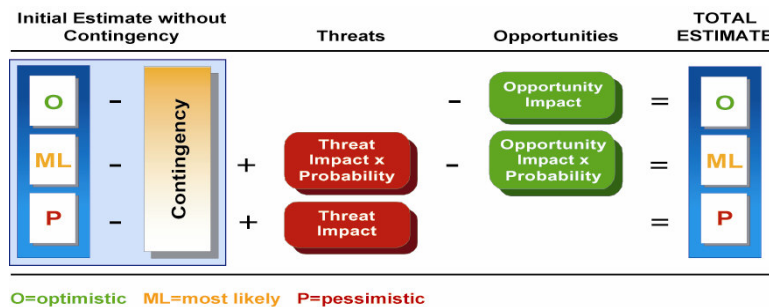 Initial Estimate without
Contingency
Threats
Opportunities
TOTAL
ESTIMATE
O
-
Contingency
-
Opportunity
Impact
=
O
ML
-
+
Threat
Impact x
Probability
-
Opportunity
Impact x
Probability
=
ML
P
-
+
Threat
Impact
=
P
O=optimistic ML=most likely P=pessimistic